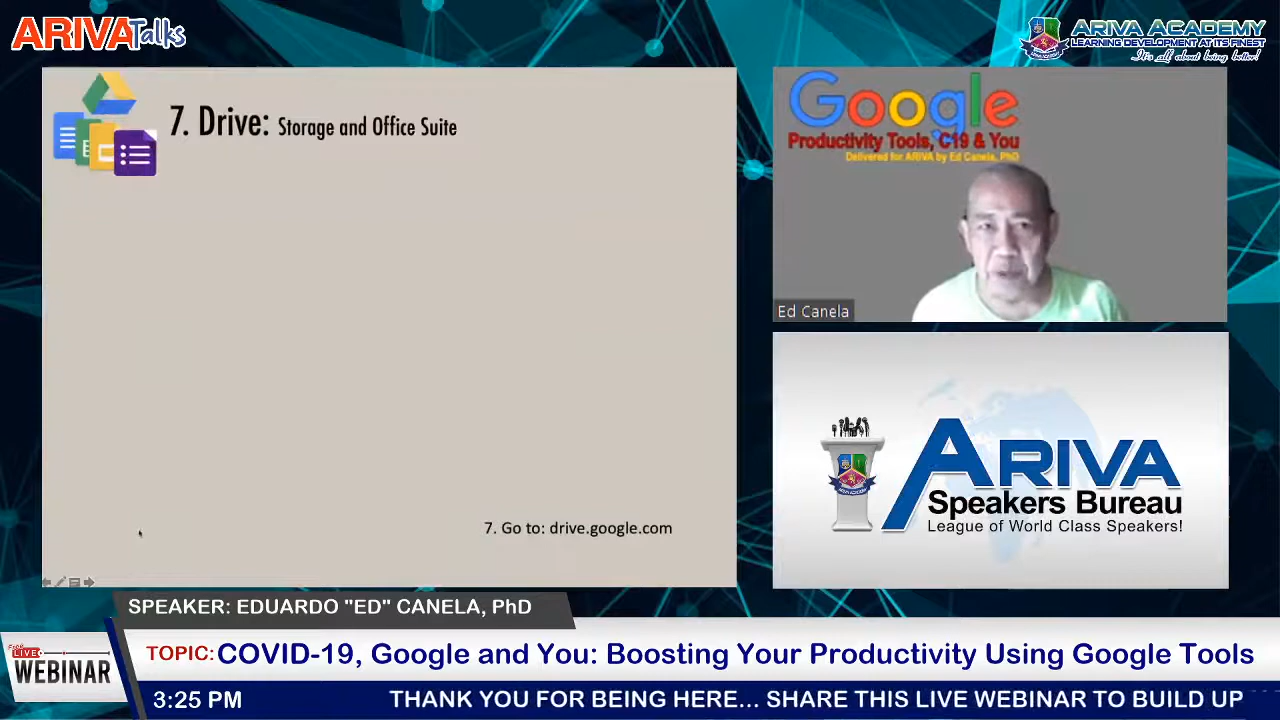 ARIVATalks
ARIVA ACADEMY
LEARNING DEVELOPMENT AT ITS FINEST
It's all about being better!
7. Drive: Storage and Office Suite
7. Go to: drive.google.com
Google
Productivity Tools, C19 & You
Delivered for ARIVA by Ed Canela, PhD
Ed Canela
ARIVA
Speakers Bureau
League of World Class Speakers!
SPEAKER: EDUARDO "ED" CANELA, PhD
Free LIVE
WEBINAR
TOPIC: COVID-19, Google and You: Boosting Your Productivity Using Google Tools
3:25 PM
THANK YOU FOR BEING HERE... SHARE THIS LIVE WEBINAR TO BUILD UP